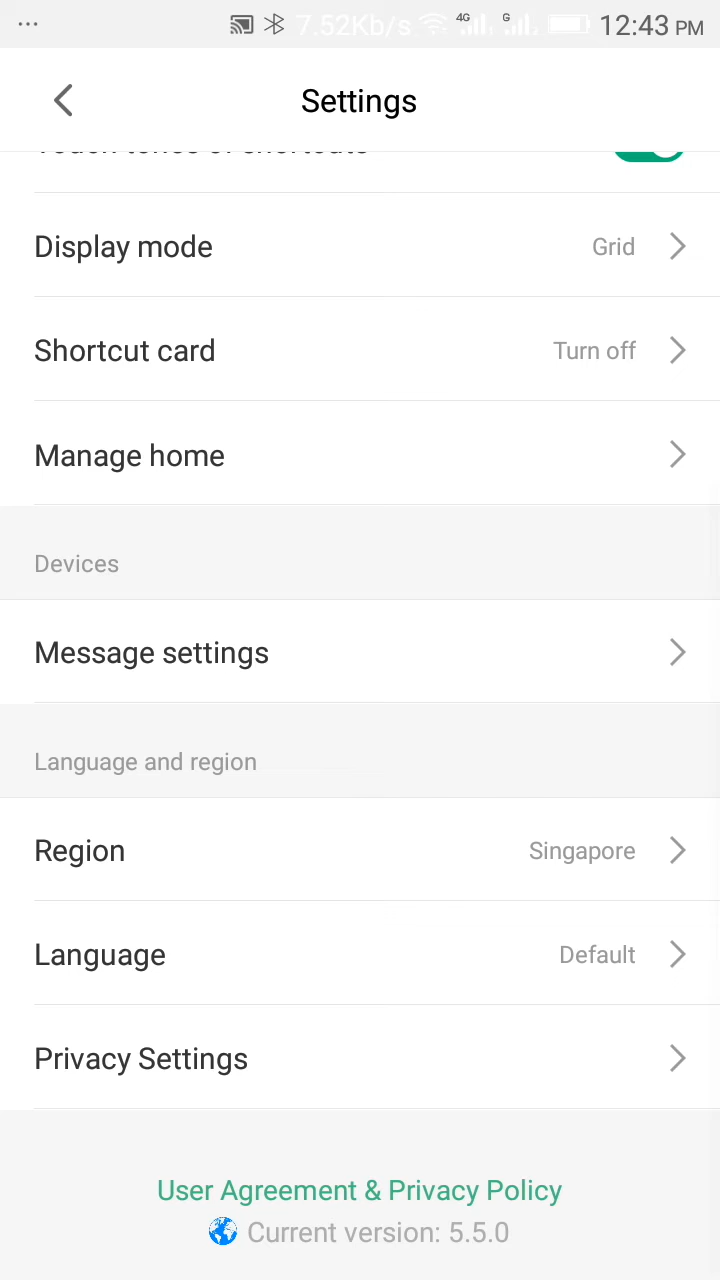 7.52Kb/s 4G G 12:43 PM
Settings
Display mode Grid
Shortcut card Turn off
Manage home
Devices
Message settings
Language and region
Region Singapore
Language Default
Privacy Settings
User Agreement & Privacy Policy
Current version: 5.5.0